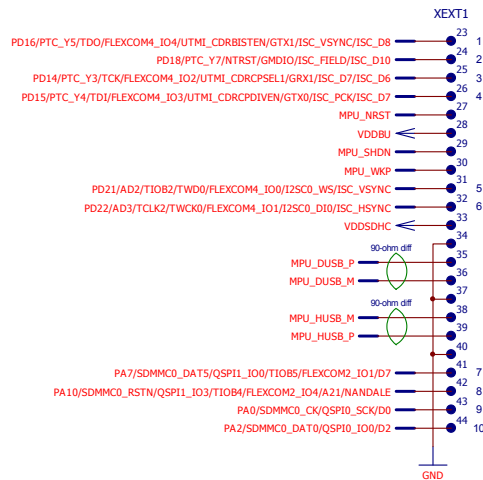 XEXT1
PD16/PTC_Y5/TDO/FLEXCOM4_IO4/UTMI_CDRBISTEN/GTX1/ISC_VSYNC/ISC_D8 23 1
PD18/PTC_Y7/NTRST/GMDIO/ISC_FIELD/ISC_D10 24 2
PD14/PTC_Y3/TCK/FLEXCOM4_IO2/UTMI_CDRCPSEL1/GRX1/ISC_D7/ISC_D6 25 3
PD15/PTC_Y4/TDI/FLEXCOM4_IO3/UTMI_CDRCPDIVEN/GTX0/ISC_PCK/ISC_D7 26 4
MPU_NRST 27
VDDBU 28
MPU_SHDN 29
MPU_WKP 30
PD21/AD2/TIOB2/TWD0/FLEXCOM4_IO0/I2SC0_WS/ISC_VSYNC 31 5
PD22/AD3/TCLK2/TWCK0/FLEXCOM4_IO1/I2SC0_DI0/ISC_HSYNC 32 6
VDDSDHC 33
34
90-ohm diff
MPU_DUSB_P 35
MPU_DUSB_M 36
37
90-ohm diff
MPU_HUSB_M 38
MPU_HUSB_P 39
40
PA7/SDMMC0_DAT5/QSPI1_IO0/TIOB5/FLEXCOM2_IO1/D7 41 7
PA10/SDMMC0_RSTN/QSPI1_IO3/TIOB4/FLEXCOM2_IO4/A21/NANDALE 42 8
PA0/SDMMC0_CK/QSPI0_SCK/D0 43 9
PA2/SDMMC0_DAT0/QSPI0_IO0/D2 44 10
GND